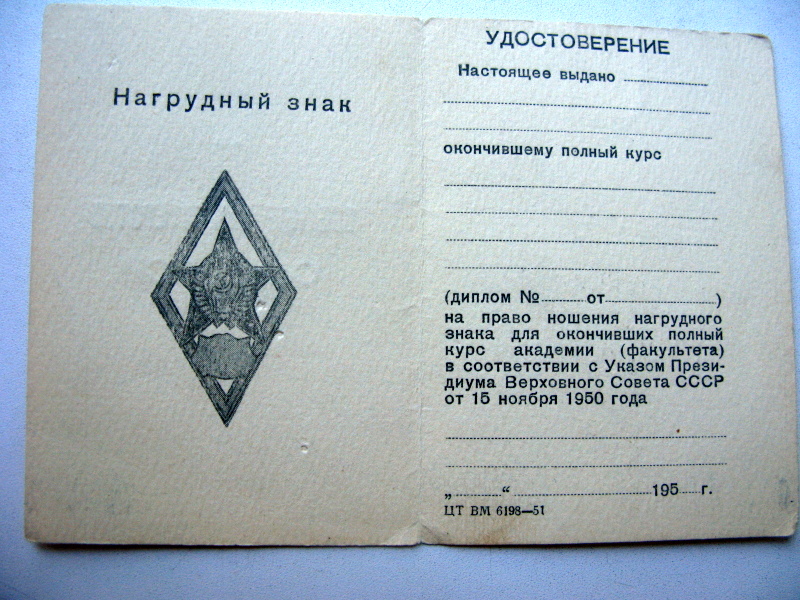 Нагрудный знак
УДОСТОВЕРЕНИЕ
Настоящее выдано
окончившему полный курс
(диплом № от )
на право ношения нагрудного
знака для окончивших полный
курс академии (факультета)
в соответствии с Указом Прези-
диума Верховного Совета СССР
от 15 ноября 1950 года
„ “ 195 г.
ЦТ ВМ 6198—51